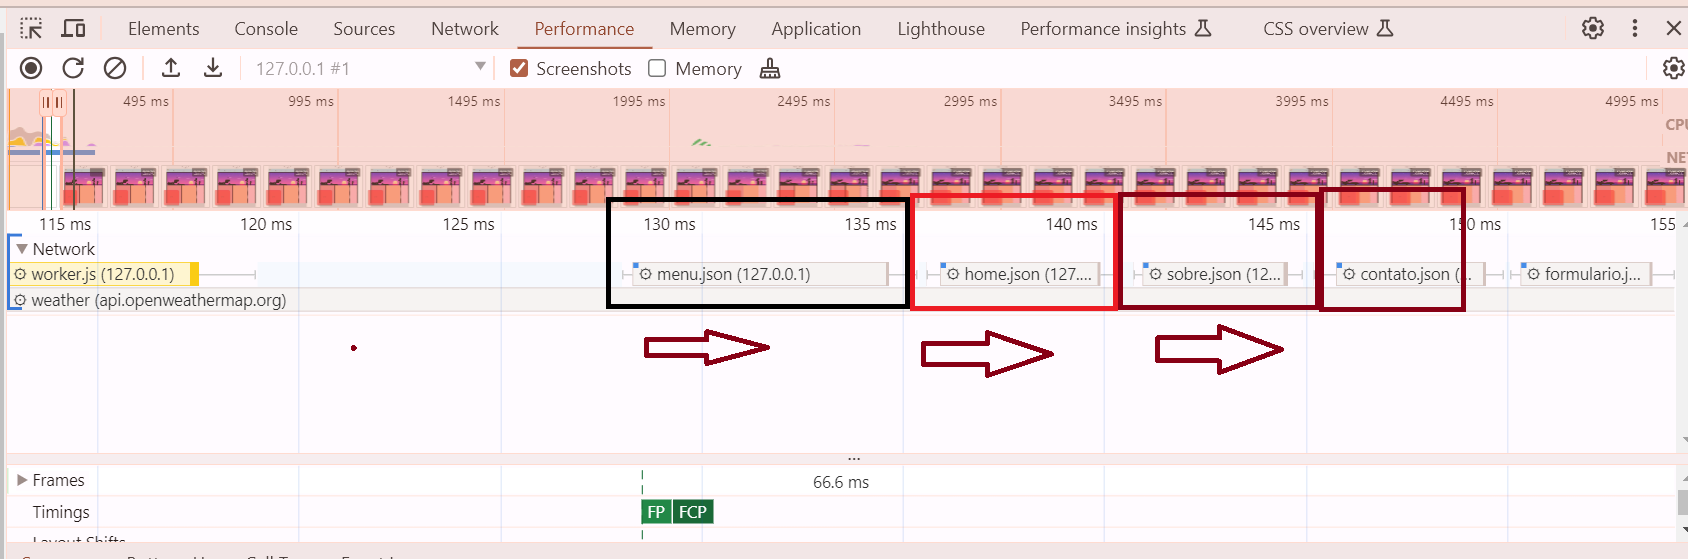 Elements Console Sources Network Performance Memory Application Lighthouse Performance insights CSS overview
127.0.0.1 #1 Screenshots Memory
495 ms 995 ms 1495 ms 1995 ms 2495 ms 2995 ms 3495 ms 3995 ms 4495 ms 4995 ms
CPU
NET
115 ms 120 ms 125 ms 130 ms 135 ms 140 ms 145 ms 150 ms 155
Network
worker.js (127.0.0.1) menu.json (127.0.0.1) home.json (127.... sobre.json (12... contato.json (... formulario.j...
weather (api.openweathermap.org)
...
Frames 66.6 ms
Timings FP FCP
Layout Shifts